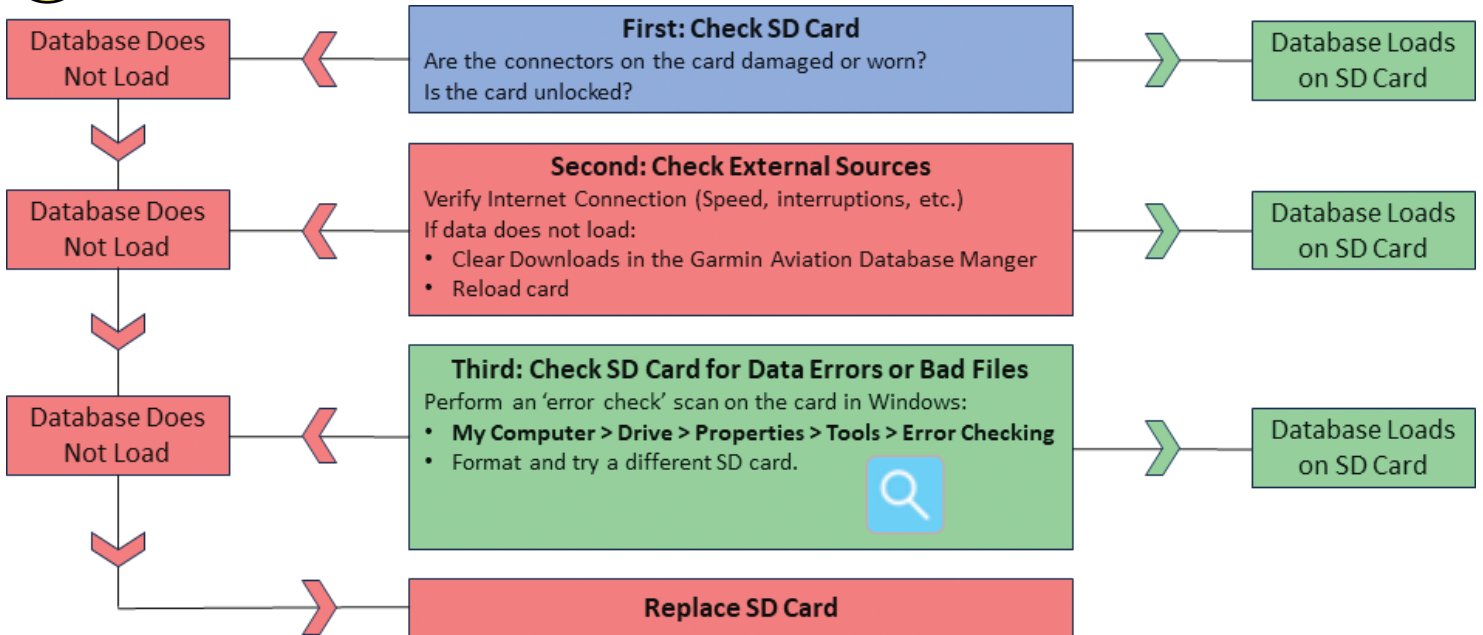 First: Check SD Card
Are the connectors on the card damaged or worn?
Is the card unlocked?
Database Does
Not Load
Database Loads
on SD Card
Second: Check External Sources
Verify Internet Connection (Speed, interruptions, etc.)
If data does not load:
• Clear Downloads in the Garmin Aviation Database Manger
• Reload card
Database Does
Not Load
Database Loads
on SD Card
Third: Check SD Card for Data Errors or Bad Files
Perform an ‘error check’ scan on the card in Windows:
• My Computer > Drive > Properties > Tools > Error Checking
• Format and try a different SD card.
Database Does
Not Load
Database Loads
on SD Card
Replace SD Card